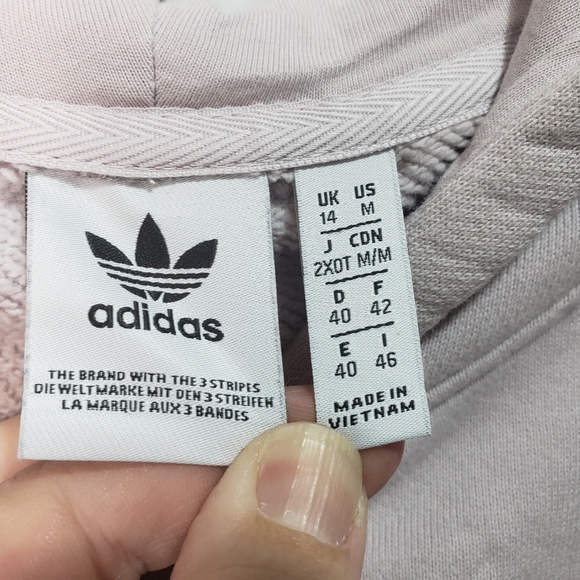 adidas
THE BRAND WITH THE 3 STRIPES
DIE WELTMARKE MIT DEN 3 STREIFEN
LA MARQUE AUX 3 BANDES
UK US
14 M
J CDN
2XOT M/M
D F
40 42
E I
40 46
MADE IN
VIETNAM